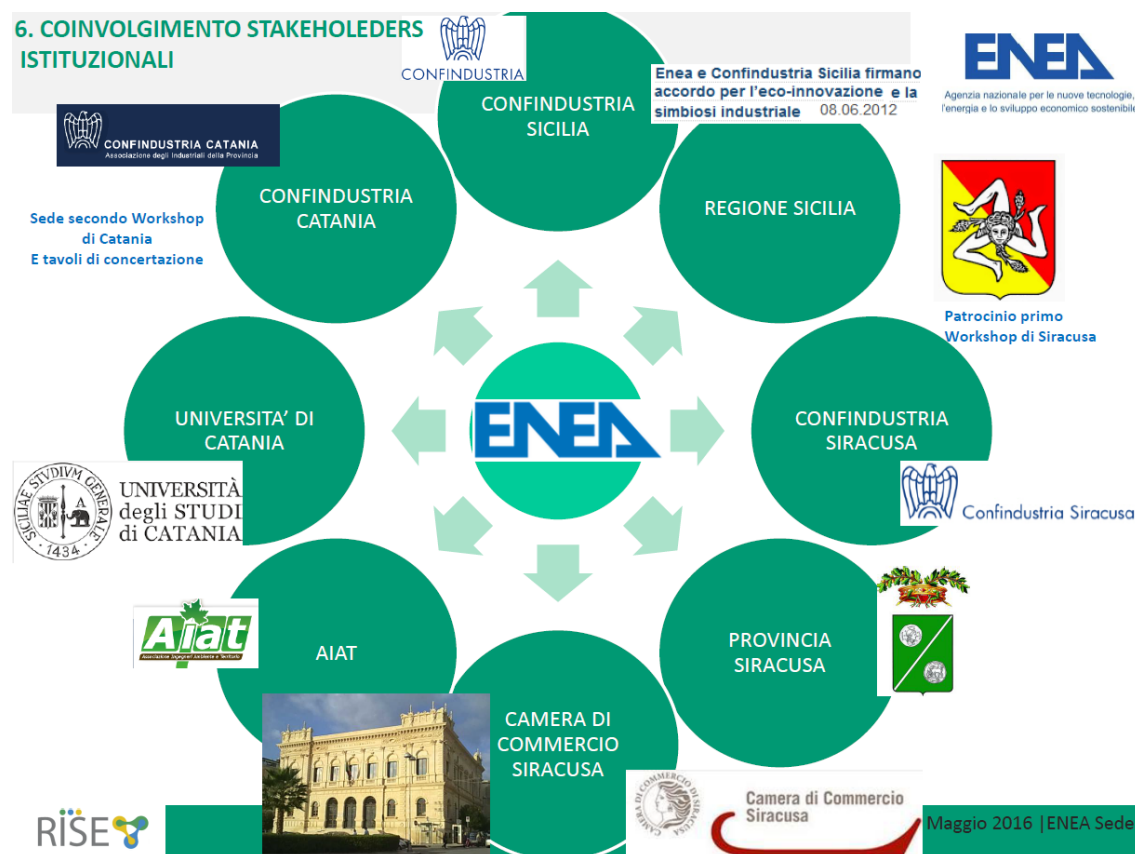 6. COINVOLGIMENTO STAKEHOLEDERS
ISTITUZIONALI
CONFINDUSTRIA
CONFINDUSTRIA
SICILIA
Enea e Confindustria Sicilia firmano
accordo per l'eco-innovazione e la
simbiosi industriale 08.06.2012
ENEA
Agenzia nazionale per le nuove tecnologie,
l'energia e lo sviluppo economico sostenibile
CONFINDUSTRIA CATANIA
Associazione degli Industriali della Provincia
CONFINDUSTRIA
CATANIA
REGIONE SICILIA
Sede secondo Workshop
di Catania
E tavoli di concertazione
Patrocinio primo
Workshop di Siracusa
UNIVERSITA' DI
CATANIA
ENEA
CONFINDUSTRIA
SIRACUSA
SICILIAE STVDIVM GENERALE
1434
UNIVERSITÀ
degli STUDI
di CATANIA
Confindustria Siracusa
Aiat
Associazione Ingegneri Ambiente e Territorio
AIAT
PROVINCIA
SIRACUSA
CAMERA DI
COMMERCIO
SIRACUSA
CAMERA DI COMMERCIO DI SIRACUSA
Camera di Commercio
Siracusa
RISE
Maggio 2016 |ENEA Sede